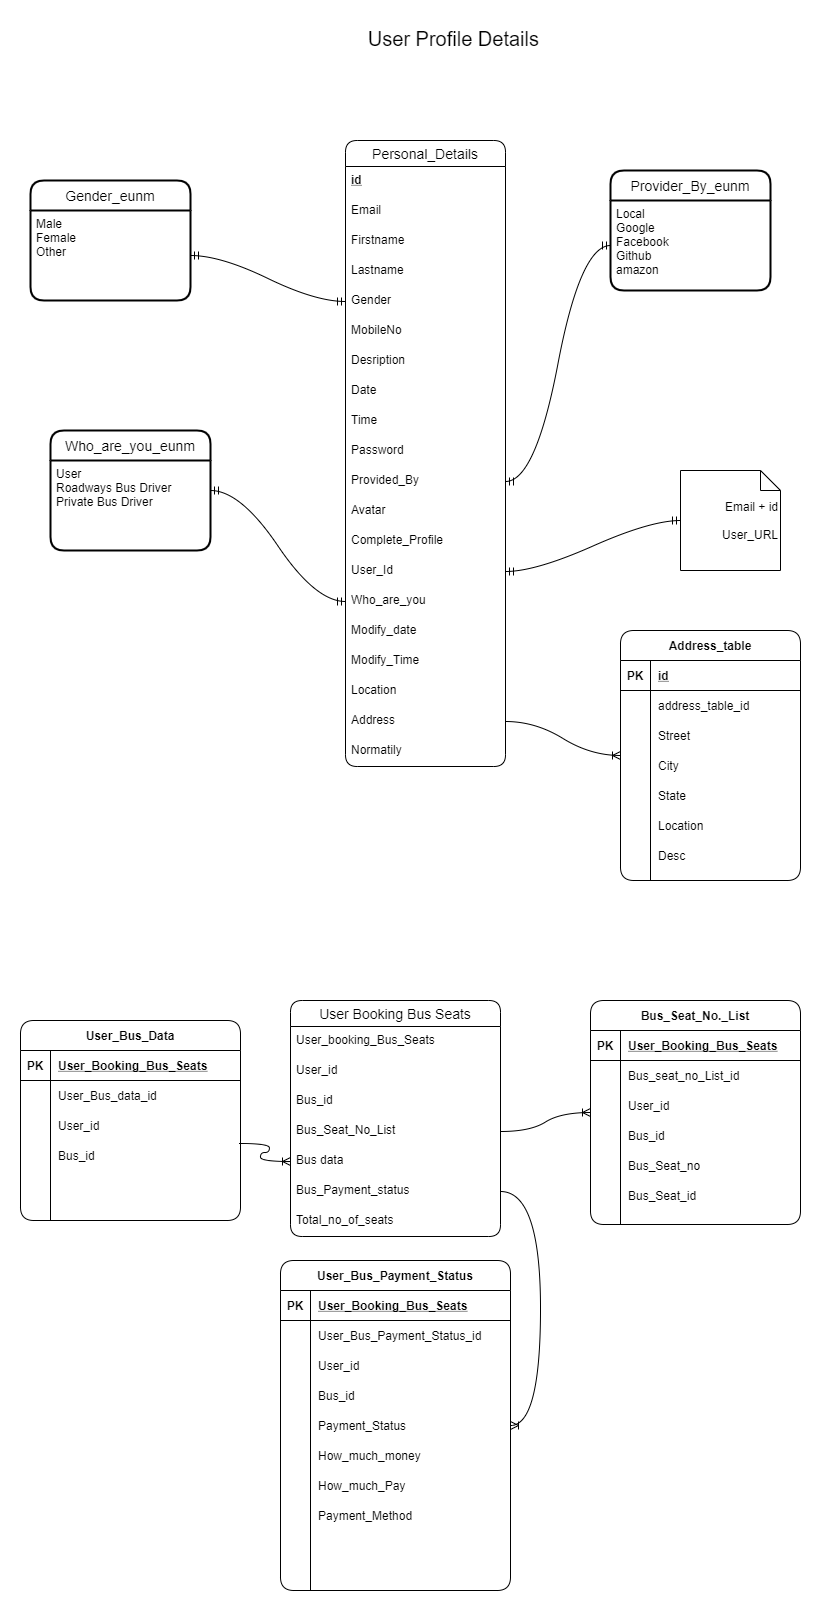 User Profile Details
Gender_eunm
Male
Female
Other
Personal_Details
id
Email
Firstname
Lastname
Gender
MobileNo
Desription
Date
Time
Password
Provided_By
Avatar
Complete_Profile
User_Id
Who_are_you
Modify_date
Modify_Time
Location
Address
Normatily
Provider_By_eunm
Local
Google
Facebook
Github
amazon
Who_are_you_eunm
User
Roadways Bus Driver
Private Bus Driver
Email + id
User_URL
Address_table
PK id
address_table_id
Street
City
State
Location
Desc
User_Bus_Data
PK User_Booking_Bus_Seats
User_Bus_data_id
User_id
Bus_id
User Booking Bus Seats
User_booking_Bus_Seats
User_id
Bus_id
Bus_Seat_No_List
Bus data
Bus_Payment_status
Total_no_of_seats
Bus_Seat_No._List
PK User_Booking_Bus_Seats
Bus_seat_no_List_id
User_id
Bus_id
Bus_Seat_no
Bus_Seat_id
User_Bus_Payment_Status
PK User_Booking_Bus_Seats
User_Bus_Payment_Status_id
User_id
Bus_id
Payment_Status
How_much_money
How_much_Pay
Payment_Method